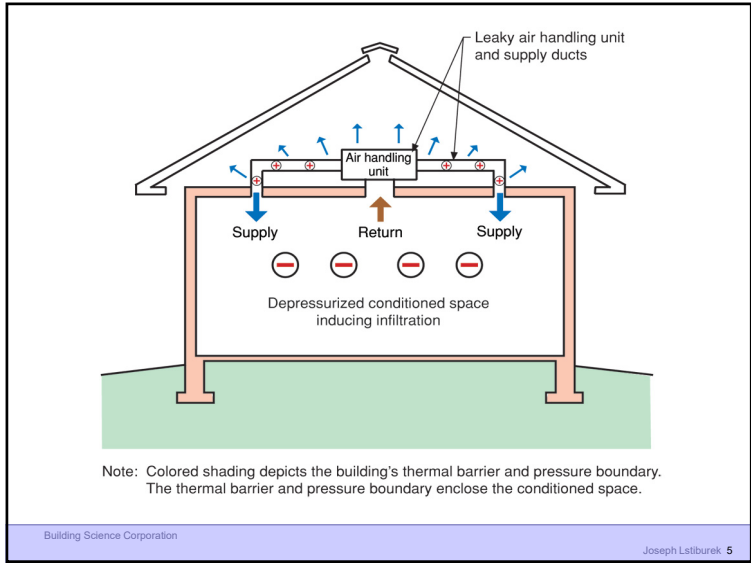 Leaky air handling unit
and supply ducts
Air handling
unit
Supply
Return
Supply
Depressurized conditioned space
inducing infiltration
Note: Colored shading depicts the building's thermal barrier and pressure boundary.
The thermal barrier and pressure boundary enclose the conditioned space.
Building Science Corporation
Joseph Lstiburek 5